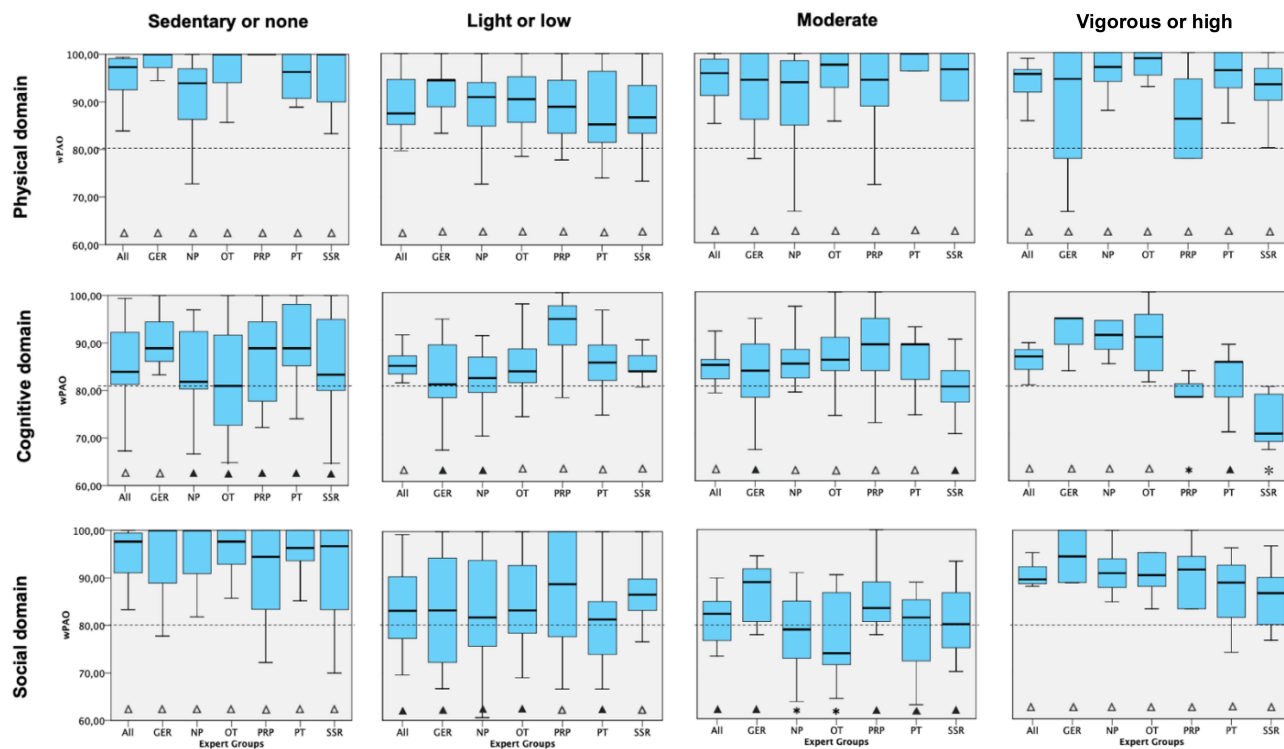 Sedentary or none Light or low Moderate Vigorous or high
Physical domain
wPAO
100,00
90,00
80,00
70,00
60,00
All GER NP OT PRP PT SSR
All GER NP OT PRP PT SSR
All GER NP OT PRP PT SSR
All GER NP OT PRP PT SSR
Cognitive domain
100,00
90,00
80,00
70,00
60,00
All GER NP OT PRP PT SSR
All GER NP OT PRP PT SSR
All GER NP OT PRP PT SSR
All GER NP OT PRP PT SSR
Social domain
wPAO
100,00
90,00
80,00
70,00
60,00
All GER NP OT PRP PT SSR
Expert Groups
All GER NP OT PRP PT SSR
Expert Groups
All GER NP OT PRP PT SSR
Expert Groups
All GER NP OT PRP PT SSR
Expert Groups